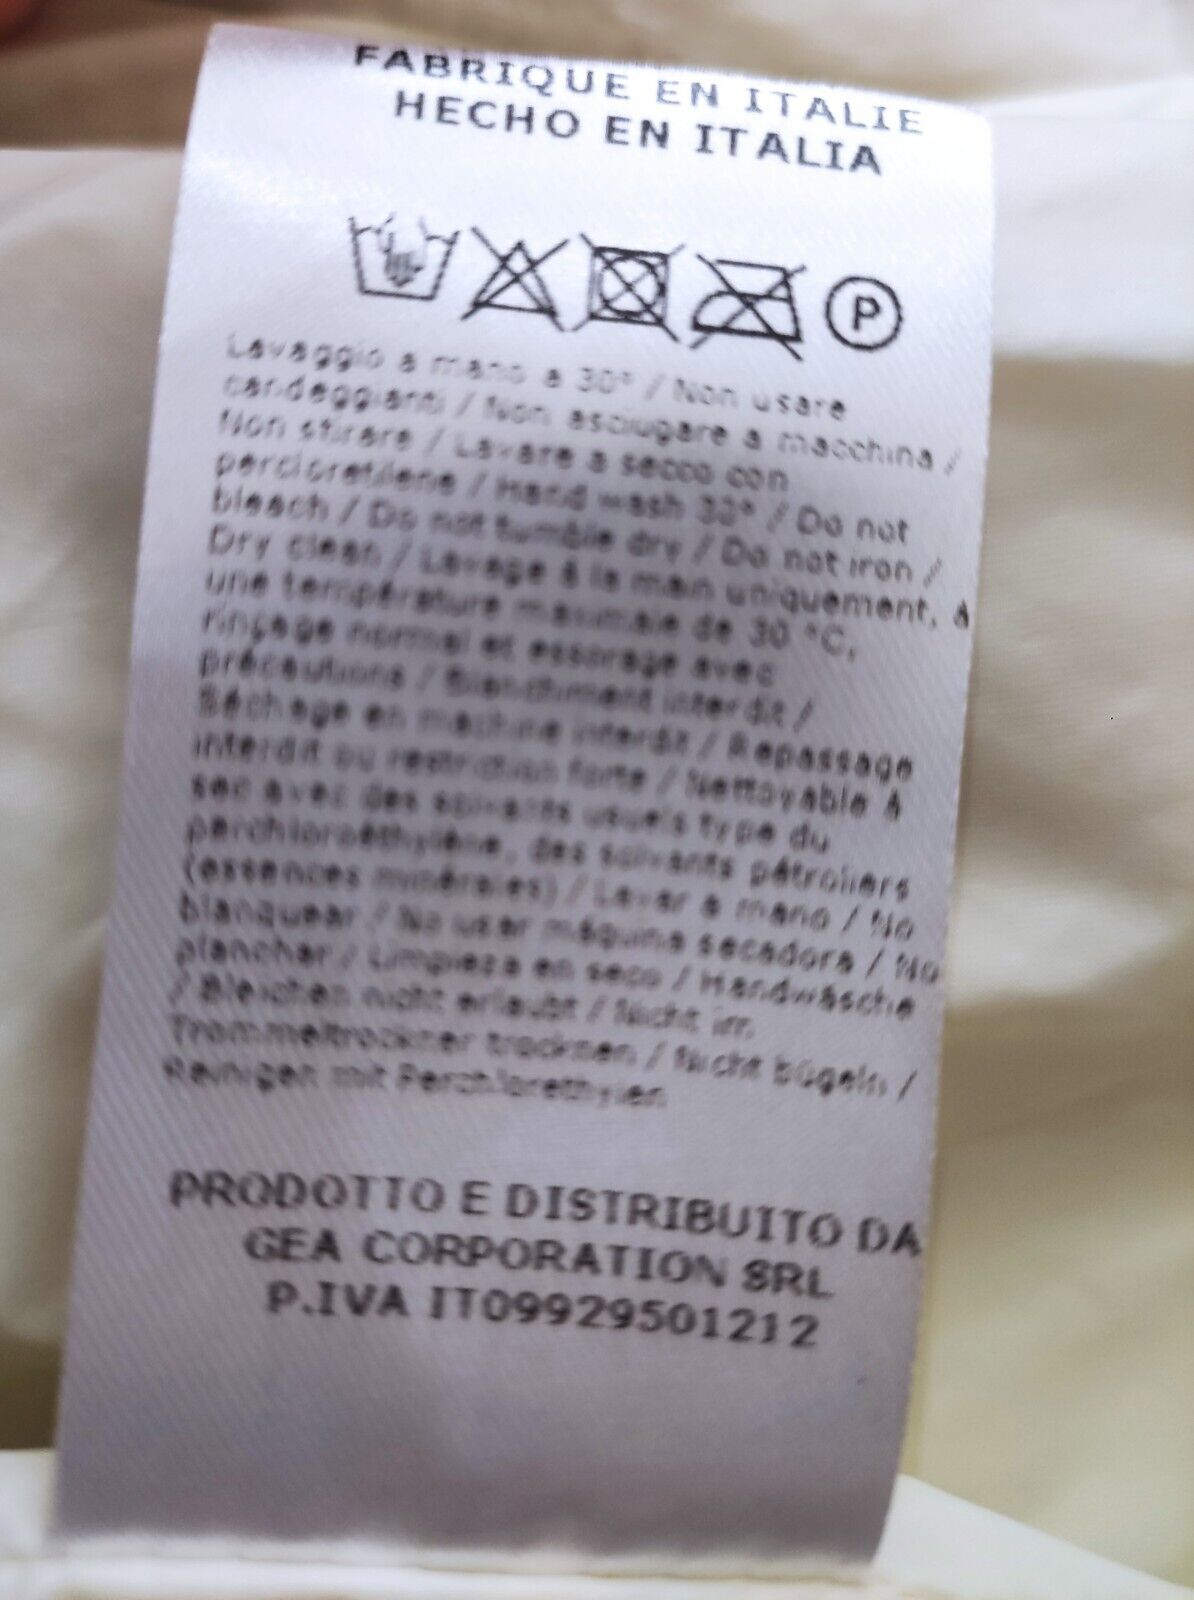 FABRIQUE EN ITALIE
HECHO EN ITALIA
P
Lavaggio a mano a 30° / Non usare
candeggianti / Non asciugare a macchina /
Non stirare / Lavare a secco con
percloretilene / Hand wash 30° / Do not
bleach / Do not tumble dry / Do not iron /
Dry clean / Lavage à la main uniquement, à
une température maximale de 30 °C,
rinçage normal et essorage avec
précautions / Blanchiment interdit /
Séchage en machine interdit / Repassage
interdit ou restriction forte / Nettoyable à
sec avec des solvants usuels type du
perchloroéthylène, des solvants pétroliers
(essences minérales) / Lavar a mano / No
blanquear / No usar máquina secadora / No
planchar / Limpieza en seco / Handwäsche
/ Bleichen nicht erlaubt / Nicht im
Trommeltrockner trocknen / Nicht bügeln /
Reinigen mit Perchlorethylen
PRODOTTO E DISTRIBUITO DA
GEA CORPORATION SRL
P.IVA IT09929501212